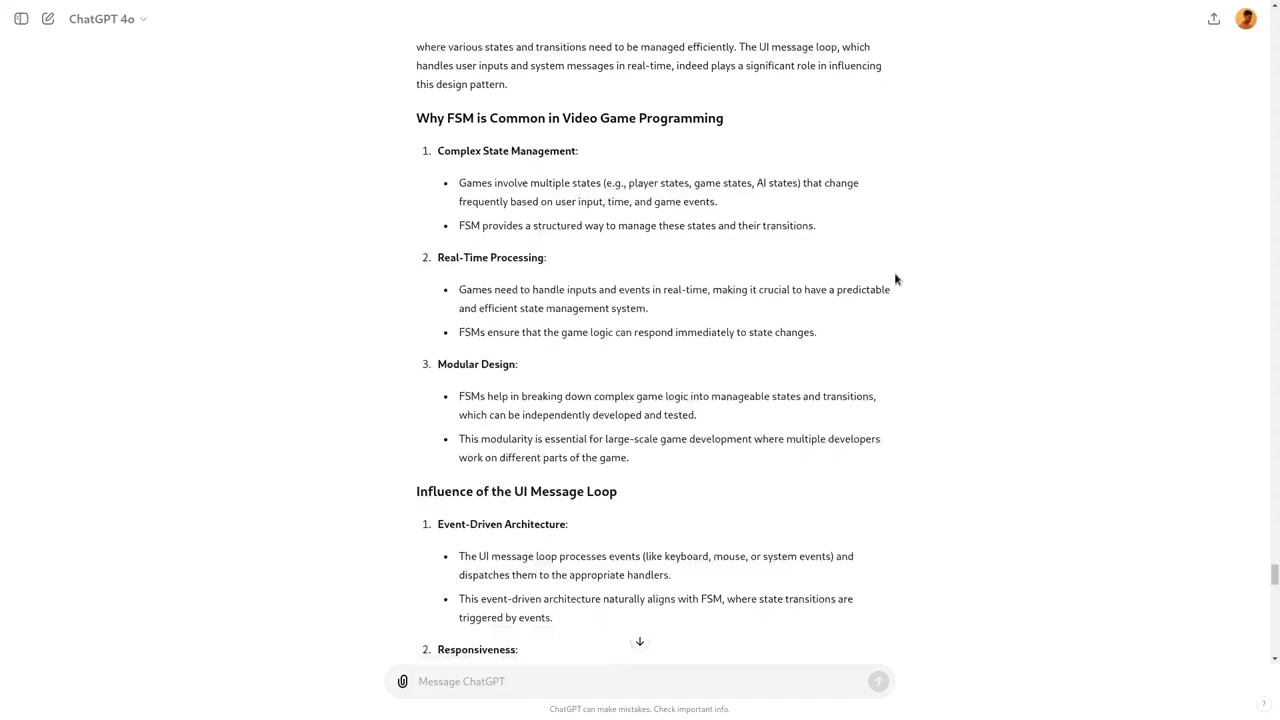 ChatGPT 4o
where various states and transitions need to be managed efficiently. The UI message loop, which
handles user inputs and system messages in real-time, indeed plays a significant role in influencing
this design pattern.
Why FSM is Common in Video Game Programming
1. Complex State Management:
• Games involve multiple states (e.g., player states, game states, AI states) that change
frequently based on user input, time, and game events.
• FSM provides a structured way to manage these states and their transitions.
2. Real-Time Processing:
• Games need to handle inputs and events in real-time, making it crucial to have a predictable
and efficient state management system.
• FSMs ensure that the game logic can respond immediately to state changes.
3. Modular Design:
• FSMs help in breaking down complex game logic into manageable states and transitions,
which can be independently developed and tested.
• This modularity is essential for large-scale game development where multiple developers
work on different parts of the game.
Influence of the UI Message Loop
1. Event-Driven Architecture:
• The UI message loop processes events (like keyboard, mouse, or system events) and
dispatches them to the appropriate handlers.
• This event-driven architecture naturally aligns with FSM, where state transitions are
triggered by events.
2. Responsiveness:
Message ChatGPT
ChatGPT can make mistakes. Check important info.
?